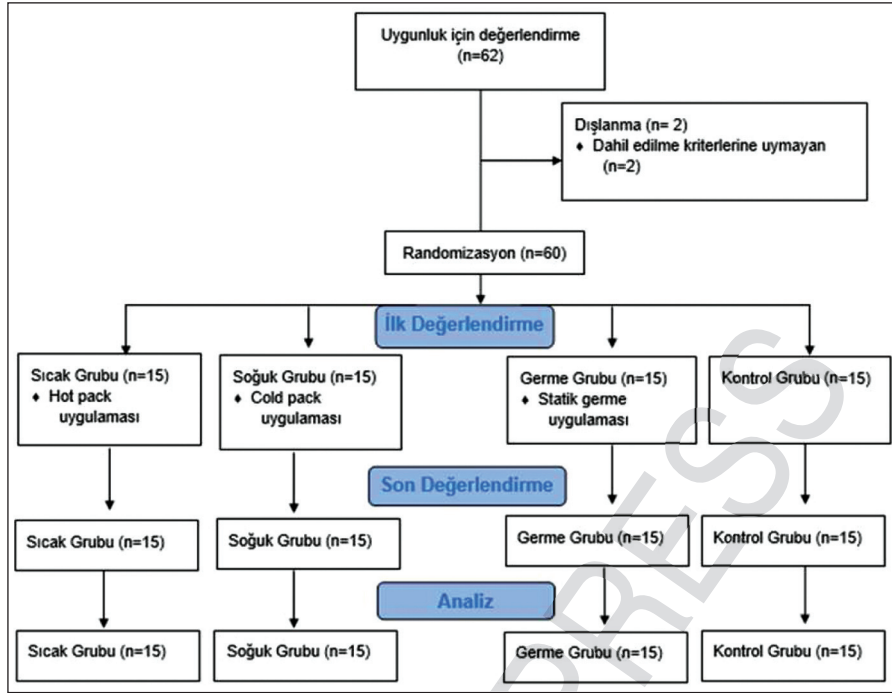 Uygunluk için değerlendirme
(n=62)
Dışlanma (n= 2)
♦ Dahil edilme kriterlerine uymayan
(n=2)
Randomizasyon (n=60)
İlk Değerlendirme
Sıcak Grubu (n=15)
♦ Hot pack
uygulaması
Soğuk Grubu (n=15)
♦ Cold pack
uygulaması
Germe Grubu (n=15)
♦ Statik germe
uygulaması
Kontrol Grubu (n=15)
Son Değerlendirme
Sıcak Grubu (n=15)
Soğuk Grubu (n=15)
Germe Grubu (n=15)
Kontrol Grubu (n=15)
Analiz
Sıcak Grubu (n=15)
Soğuk Grubu (n=15)
Germe Grubu (n=15)
Kontrol Grubu (n=15)
PRESS